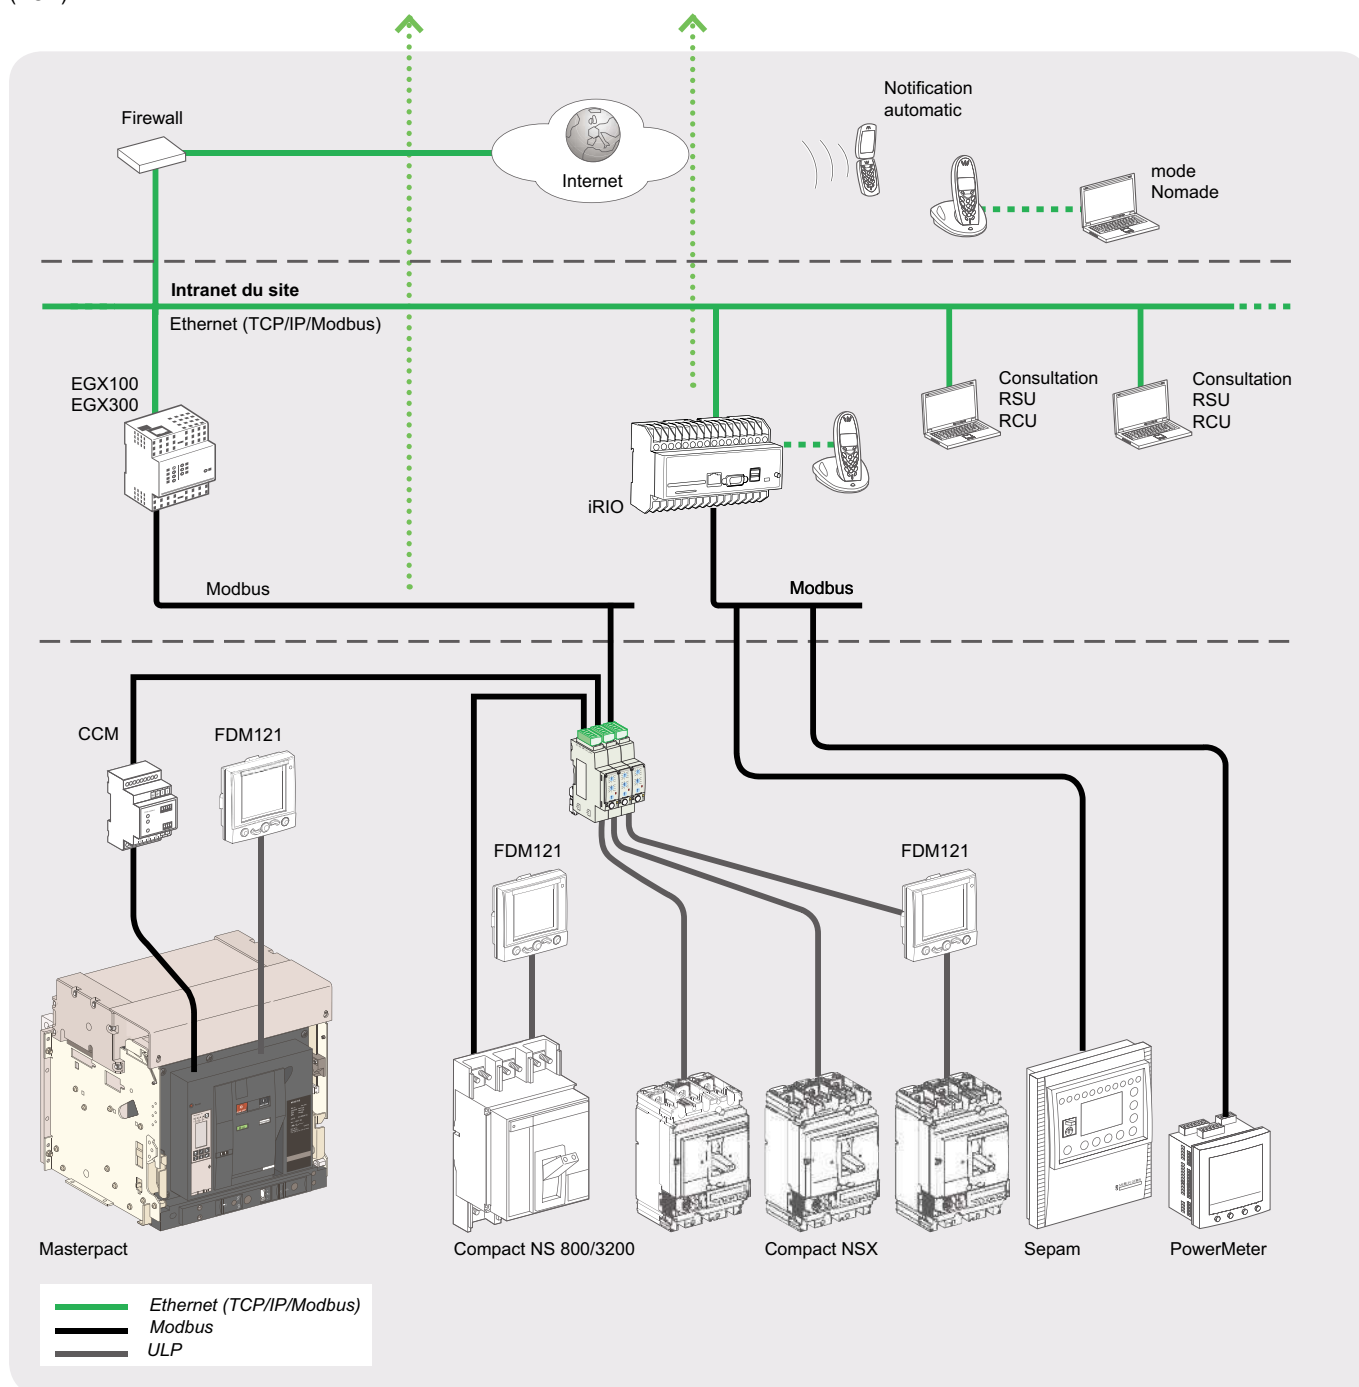 Firewall
Internet
Notification
automatic
mode
Nomade
Intranet du site
Ethernet (TCP/IP/Modbus)
EGX100
EGX300
Consultation
RSU
RCU
Consultation
RSU
RCU
iRIO
Modbus
Modbus
CCM
FDM121
FDM121
FDM121
Masterpact
Compact NS 800/3200
Compact NSX
Sepam
PowerMeter
Ethernet (TCP/IP/Modbus)
Modbus
ULP